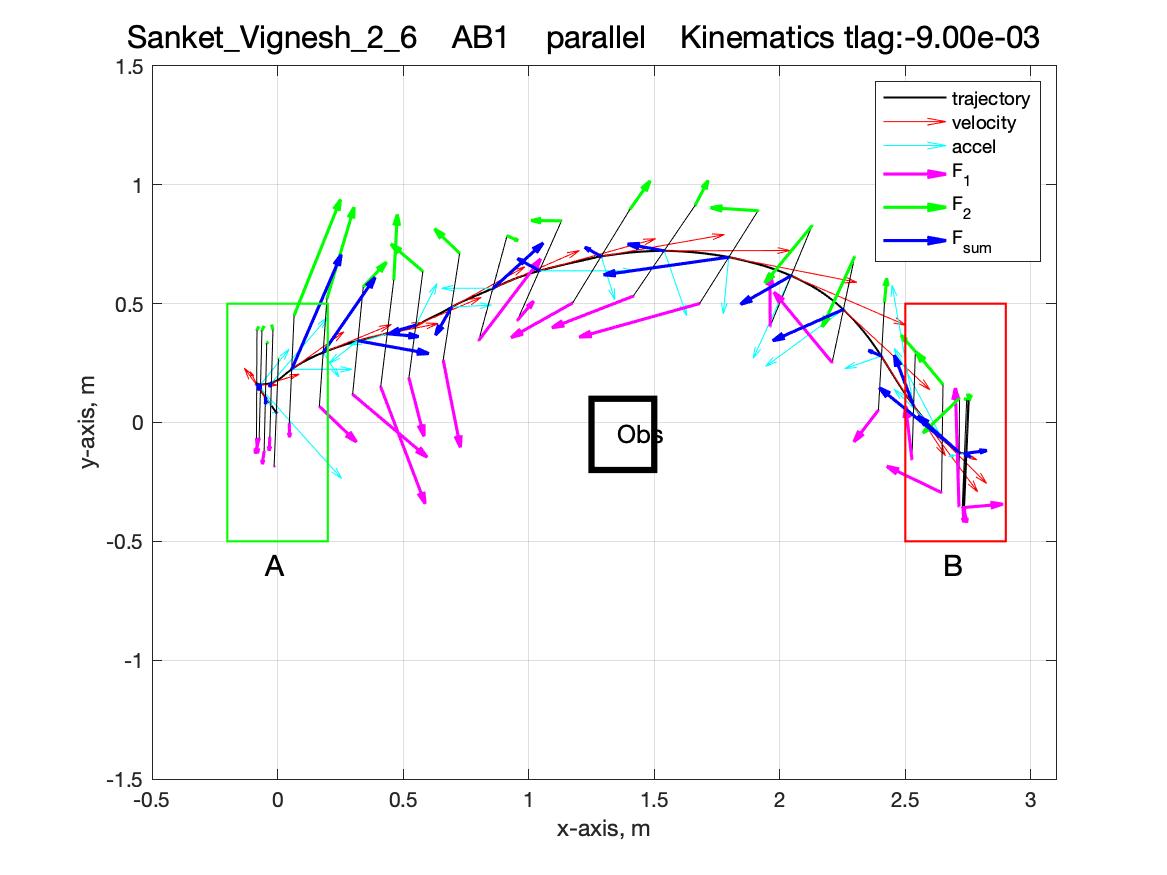 Sanket_Vignesh_2_6 AB1 parallel Kinematics tlag:-9.00e-03
1.5
1
0.5
0
-0.5
-1
-1.5
y-axis, m
trajectory
velocity
accel
F1
F2
Fsum
Obs
A
B
-0.5 0 0.5 1 1.5 2 2.5 3
x-axis, m